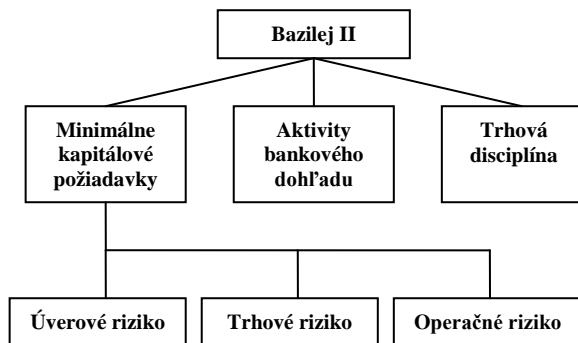 Bazilej II
Minimálne
kapitálové
požiadavky
Aktivity
bankového
dohľadu
Trhová
disciplína
Úverové riziko
Trhové riziko
Operačné riziko